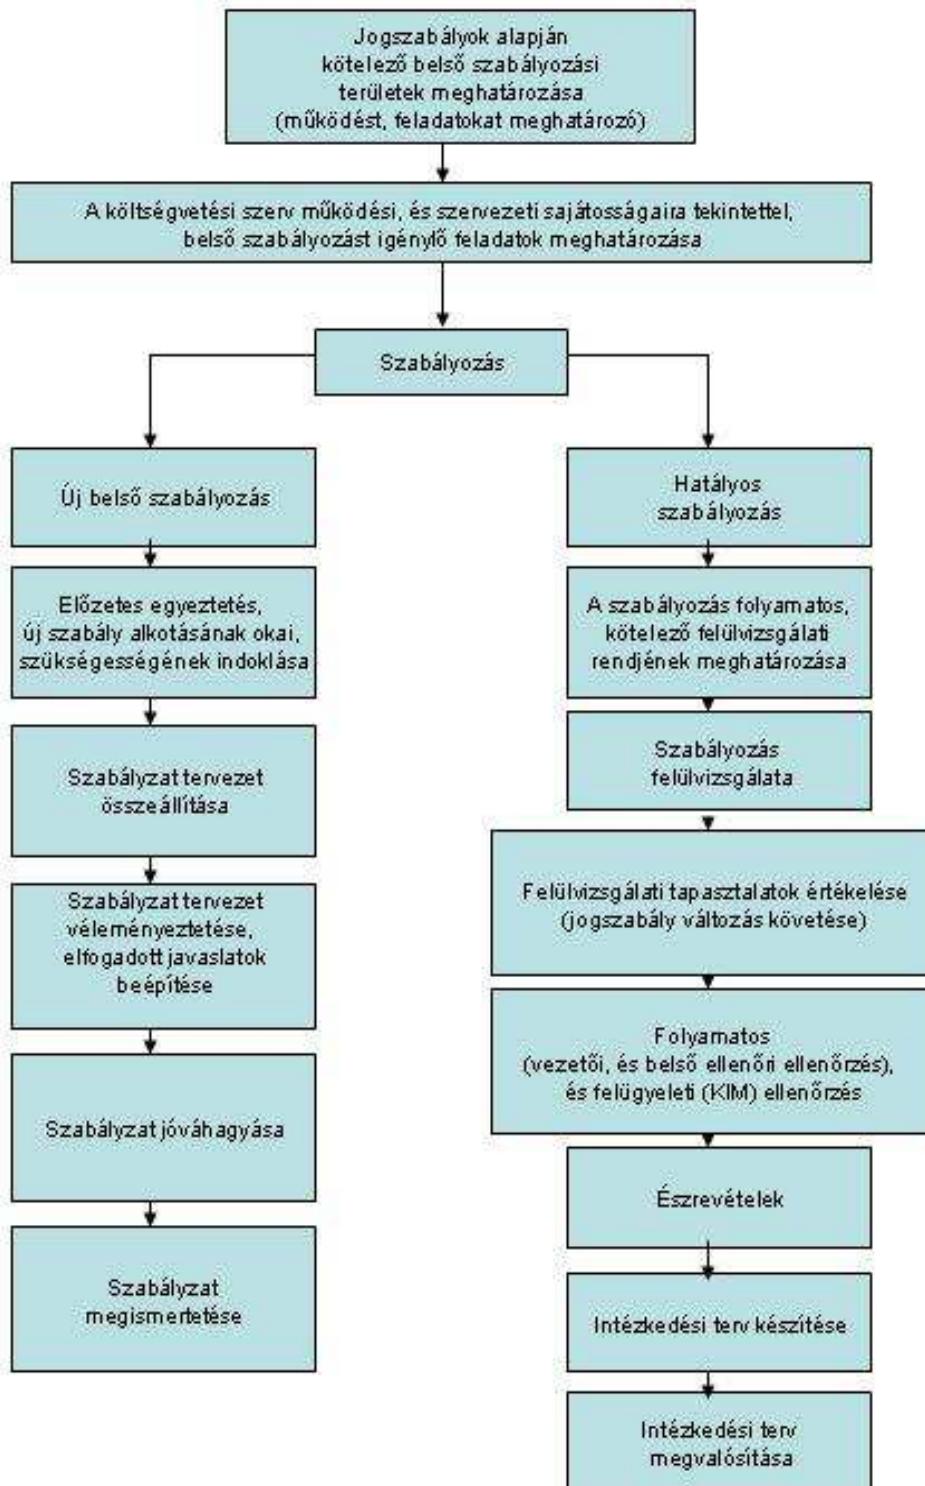 Jogszabályok alapján
kötelező belső szabályozási
területek meghatározása
(működést, feladatokat meghatározó)
A költségvetési szerv működési, és szervezeti sajátosságaira tekintettel,
belső szabályozást igénylő feladatok meghatározása
Szabályozás
Új belső szabályozás
Előzetes egyeztetés,
új szabály alkotásának okai,
szükségességének indoklása
Szabályzat tervezet
összeállítása
Szabályzat tervezet
véleményeztetése,
elfogadott javaslatok
beépítése
Szabályzat jóváhagyása
Szabályzat
megismertetése
Hatályos
szabályozás
A szabályozás folyamatos,
kötelező felülvizsgálati
rendjének meghatározása
Szabályozás
felülvizsgálata
Felülvizsgálati tapasztalatok értékelése
(jogszabály változás követése)
Folyamatos
(vezetői, és belső ellenőri ellenőrzés),
és felügyeleti (KIM) ellenőrzés
Észrevételek
Intézkedési terv készítése
Intézkedési terv
megvalósítása